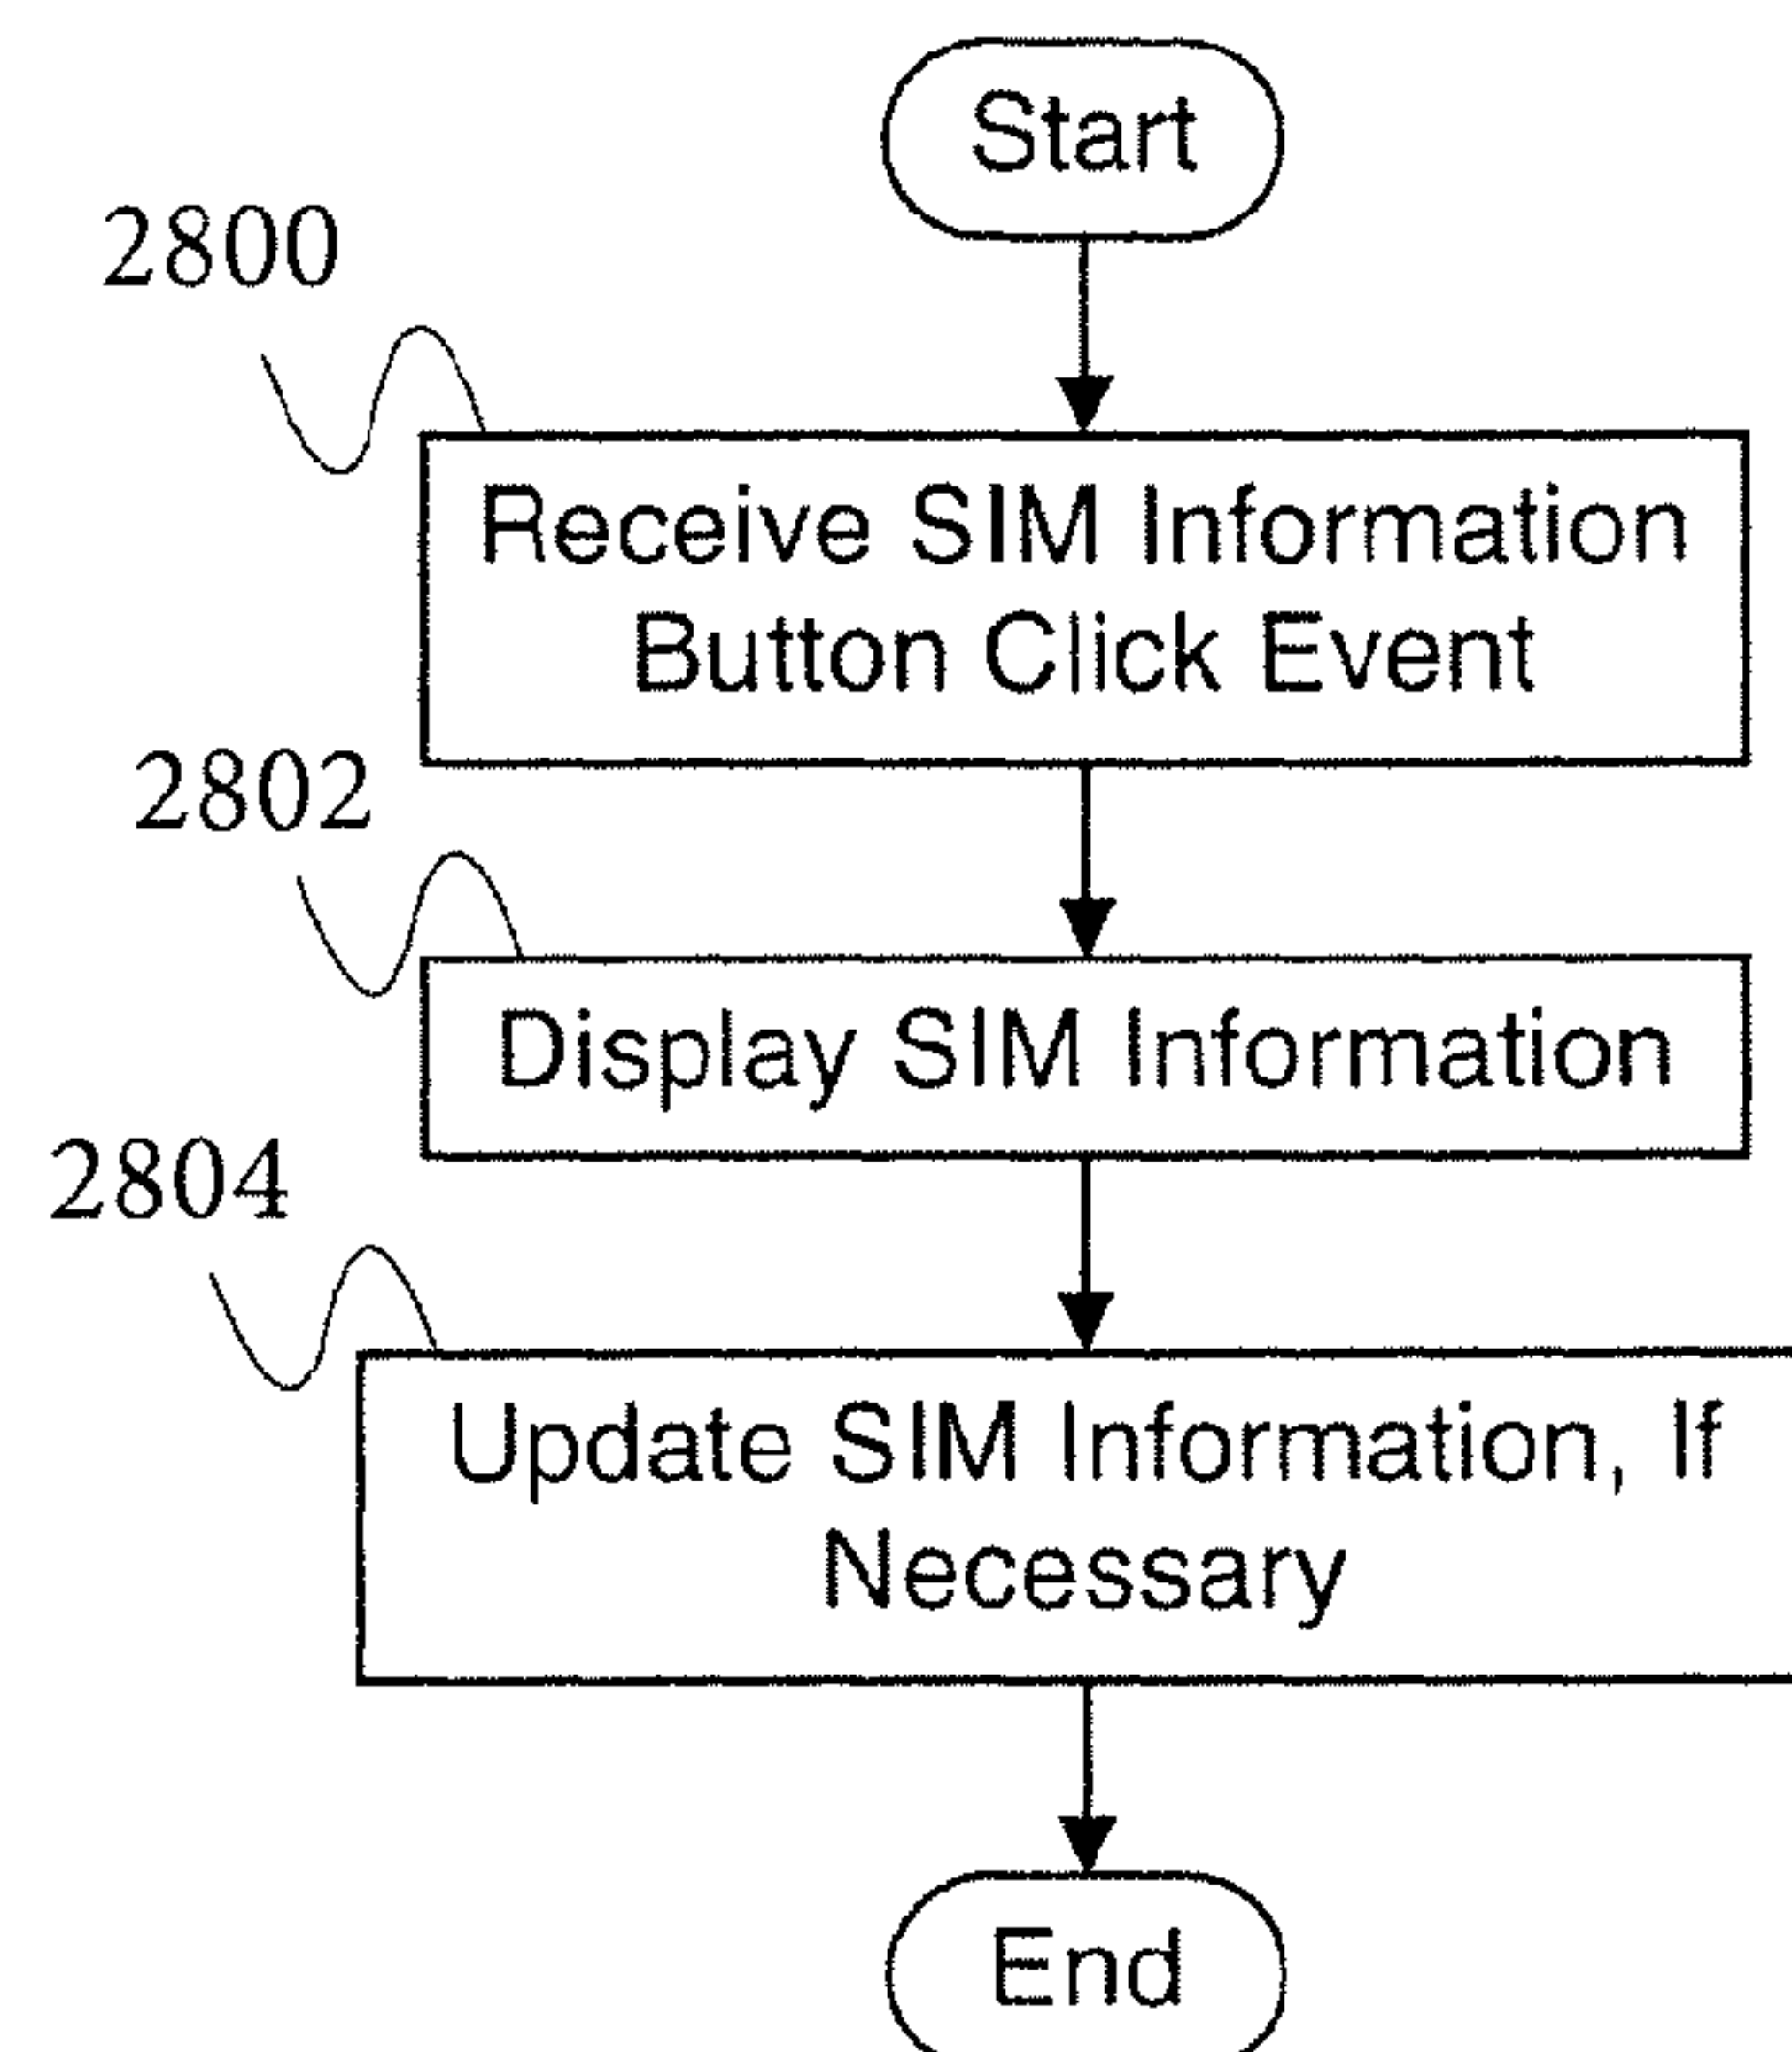 Start
2800
Receive SIM Information
Button Click Event
2802
Display SIM Information
2804
Update SIM Information, If
Necessary
End